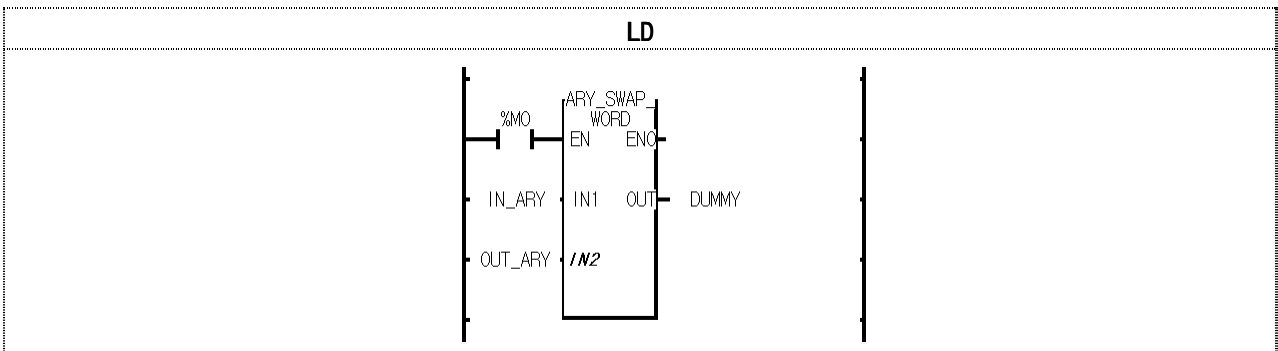 LD
ARY_SWAP_
%M0 WORD
EN ENO
IN_ARY IN1 OUT DUMMY
OUT_ARY IN2